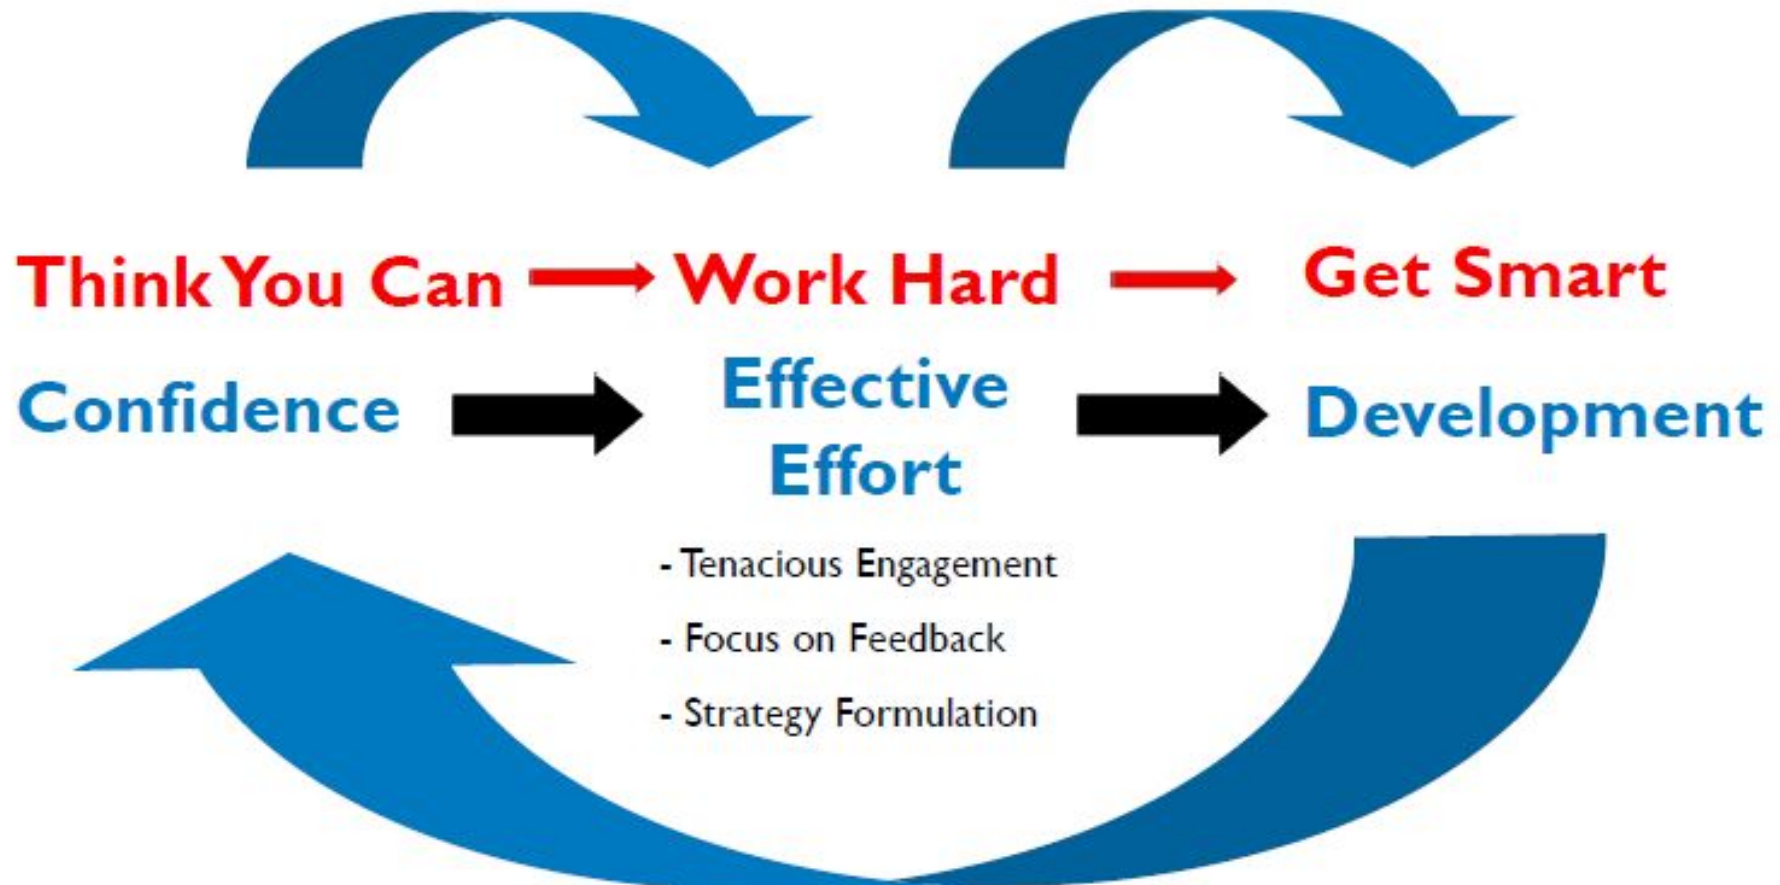 Think You Can
Work Hard
Get Smart
Confidence
Effective
Effort
Development
- Tenacious Engagement
- Focus on Feedback
- Strategy Formulation